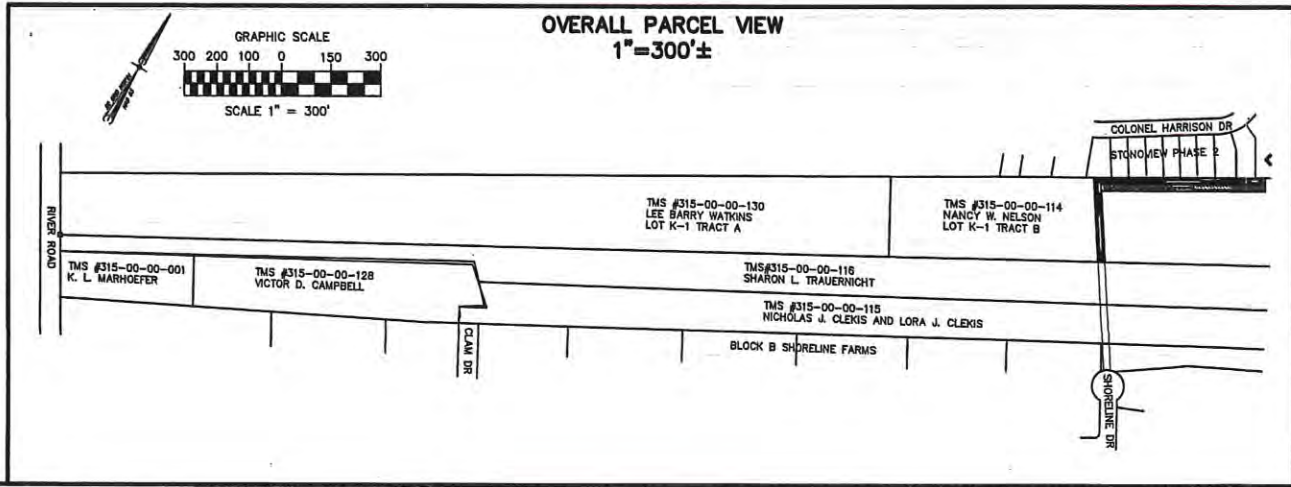 OVERALL PARCEL VIEW
1"=300'±
GRAPHIC SCALE
300 200 100 0 150 300
SCALE 1" = 300'
COLONEL HARRISON DR
STONOVIEW PHASE 2
RIVER ROAD
TMS #315-00-00-130
LEE BARRY WATKINS
LOT K-1 TRACT A
TMS #315-00-00-114
NANCY W. NELSON
LOT K-1 TRACT B
TMS #315-00-00-001
K. L. MARHOEFER
TMS #315-00-00-128
VICTOR D. CAMPBELL
TMS#315-00-00-116
SHARON L. TRAUERNICHT
TMS #315-00-00-115
NICHOLAS J. CLEKIS AND LORA J. CLEKIS
CLAM DR
BLOCK B SHORELINE FARMS
SHORELINE DR